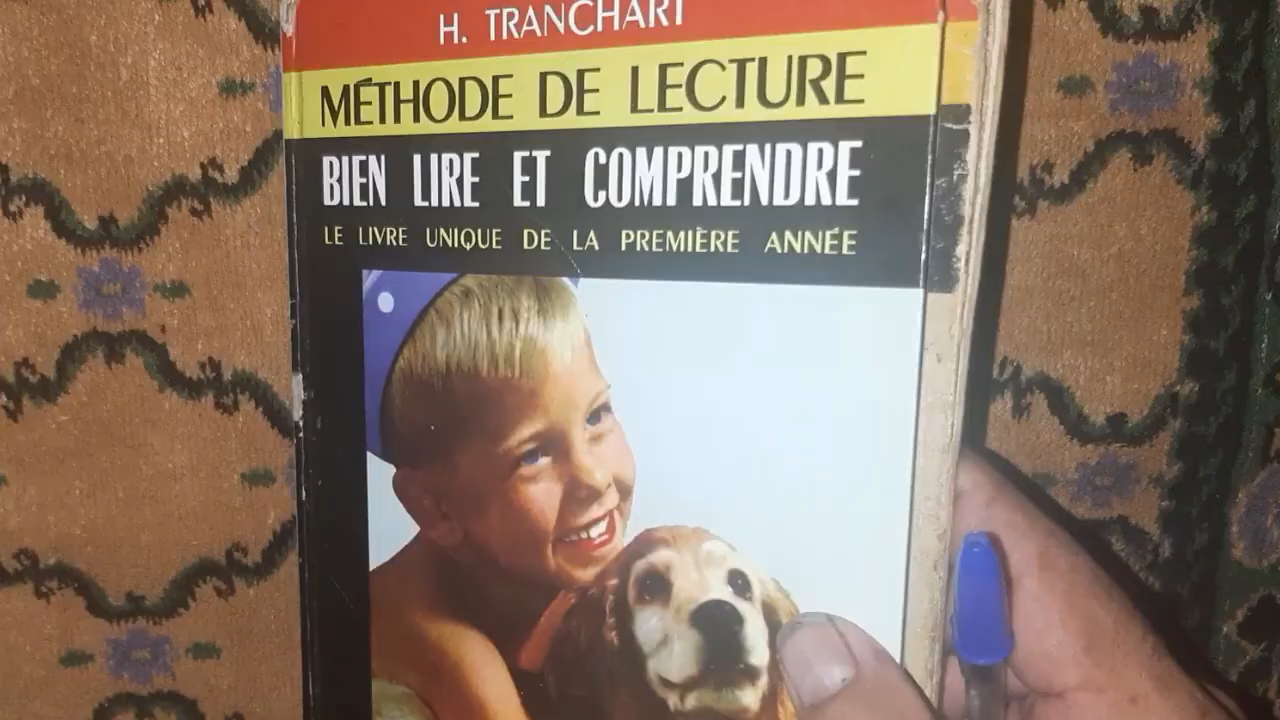 H. TRANCHART
MÉTHODE DE LECTURE
BIEN LIRE ET COMPRENDRE
LE LIVRE UNIQUE DE LA PREMIÈRE ANNÉE